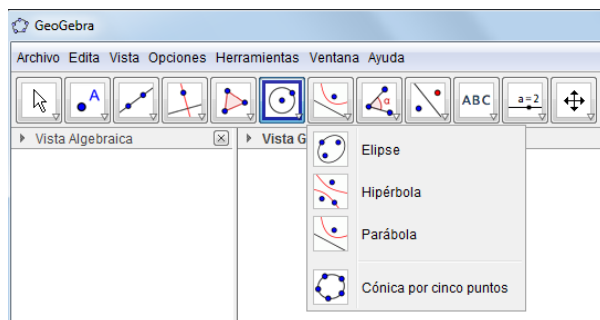 GeoGebra
Archivo Edita Vista Opciones Herramientas Ventana Ayuda
A
α
ABC
a=2
Vista Algebraica
Vista G
Elipse
Hipérbola
Parábola
Cónica por cinco puntos